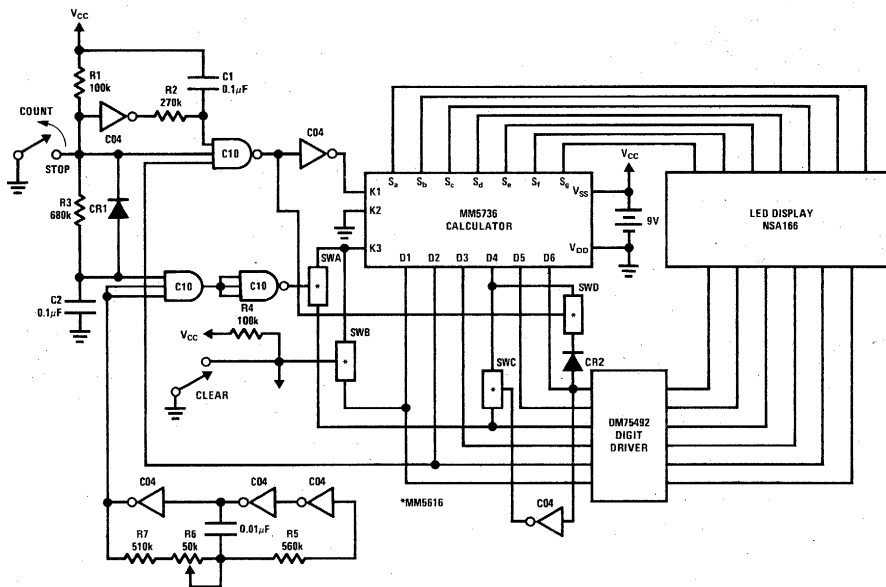 VCC
R1
100k
C1
0.1μF
R2
270k
COUNT
C04
STOP
C10
C04
R3
680k
CR1
K1
K2
K3
Sa Sb Sc Sd Se Sf Sg
VSS
VDD
MM5736
CALCULATOR
D1 D2 D3 D4 D5 D6
VCC
9V
LED DISPLAY
NSA166
C2
0.1μF
C10
C10
SWA
*
R4
100k
VCC
SWB
*
CLEAR
SWD
*
SWC
*
CR2
DM75492
DIGIT
DRIVER
*MM5616
C04
C04
C04
C04
0.01μF
R7
510k
R6
50k
R5
560k